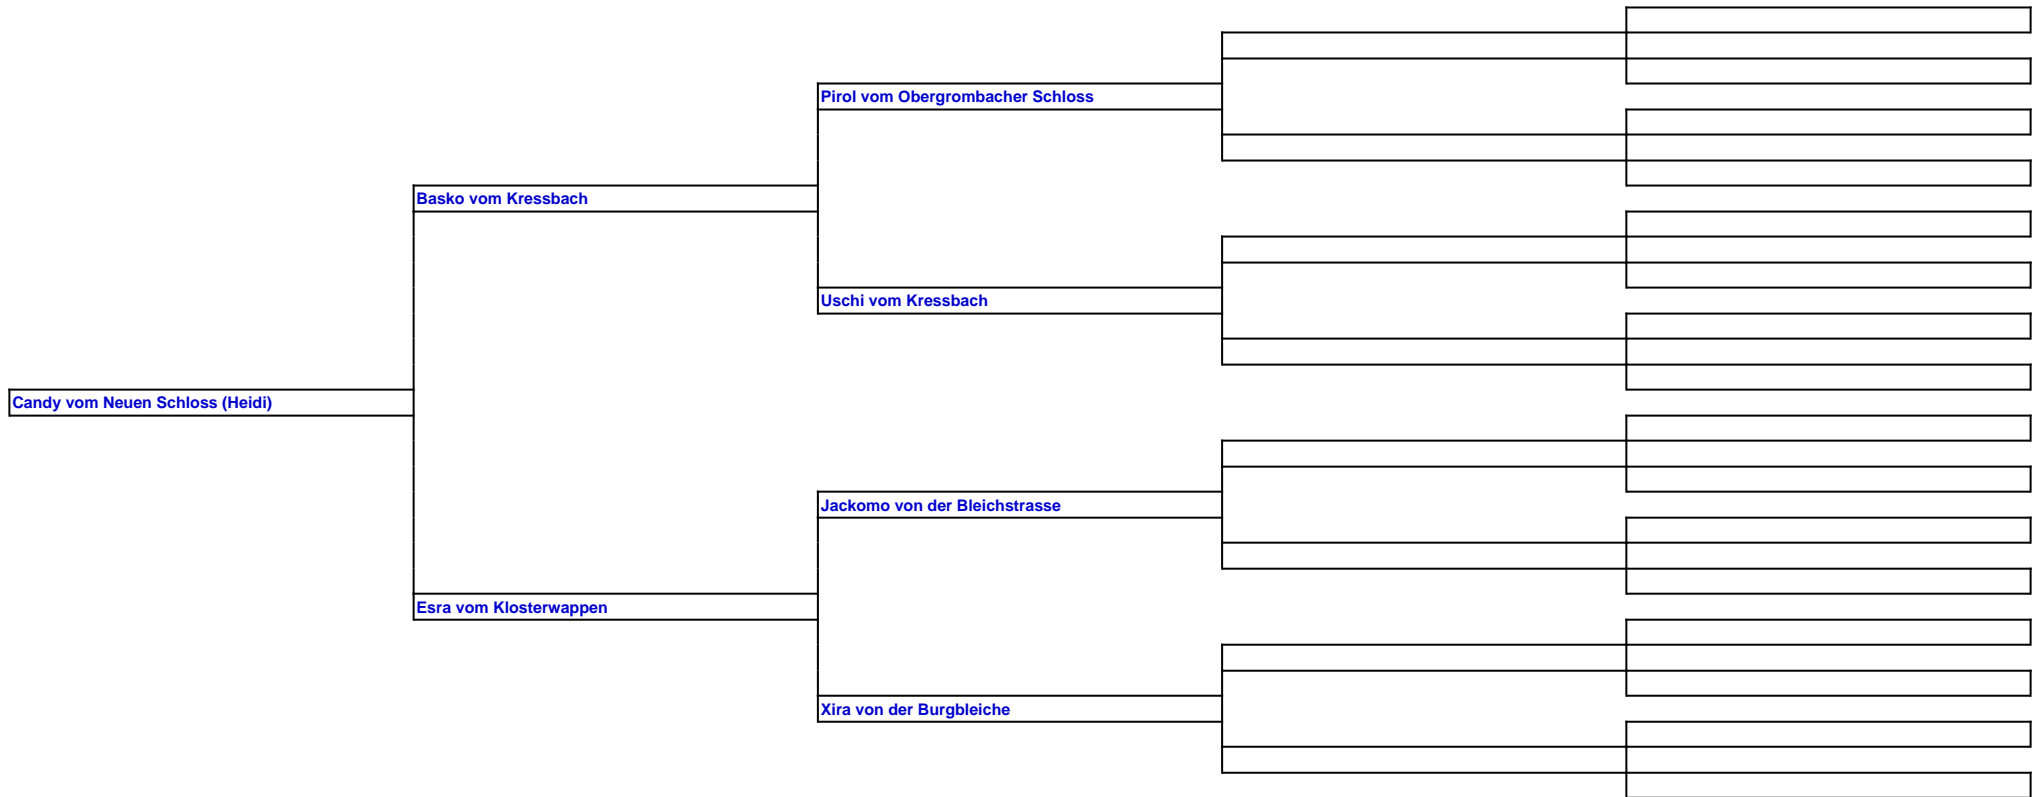 Pirol vom Obergrombacher Schloss
Basko vom Kressbach
Uschi vom Kressbach
Candy vom Neuen Schloss (Heidi)
Jackomo von der Bleichstrasse
Esra vom Klosterwappen
Xira von der Burgbleiche